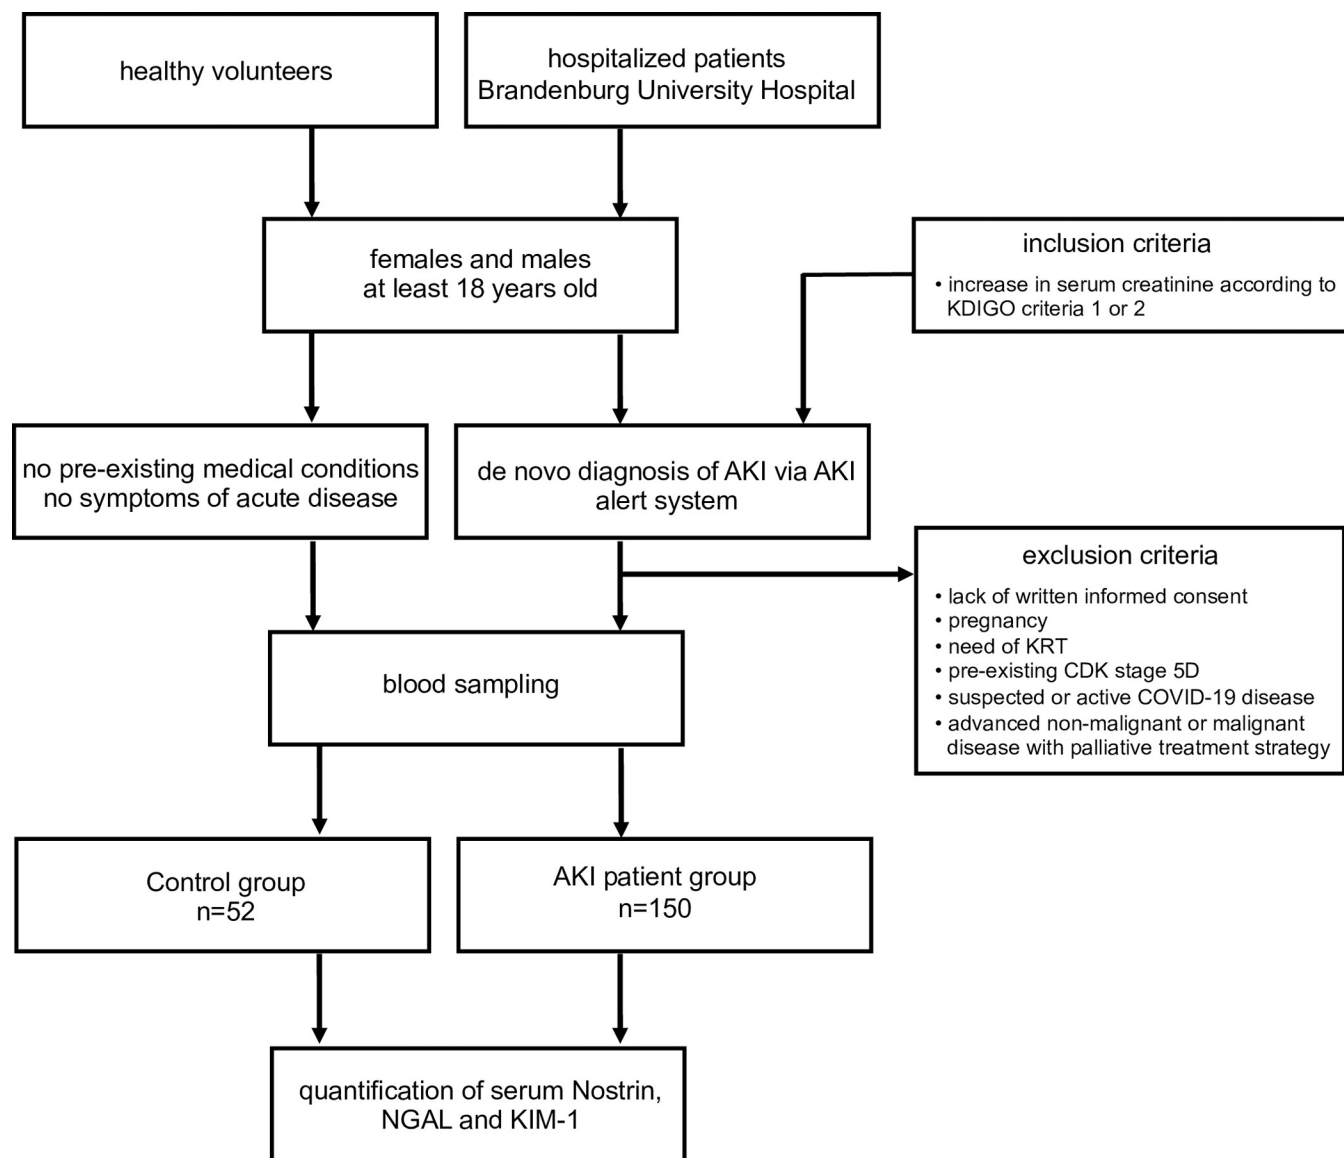 healthy volunteers
hospitalized patients
Brandenburg University Hospital
females and males
at least 18 years old
inclusion criteria
• increase in serum creatinine according to
KDIGO criteria 1 or 2
no pre-existing medical conditions
no symptoms of acute disease
de novo diagnosis of AKI via AKI
alert system
exclusion criteria
• lack of written informed consent
• pregnancy
• need of KRT
• pre-existing CDK stage 5D
• suspected or active COVID-19 disease
• advanced non-malignant or malignant
disease with palliative treatment strategy
blood sampling
Control group
n=52
AKI patient group
n=150
quantification of serum Nostrin,
NGAL and KIM-1